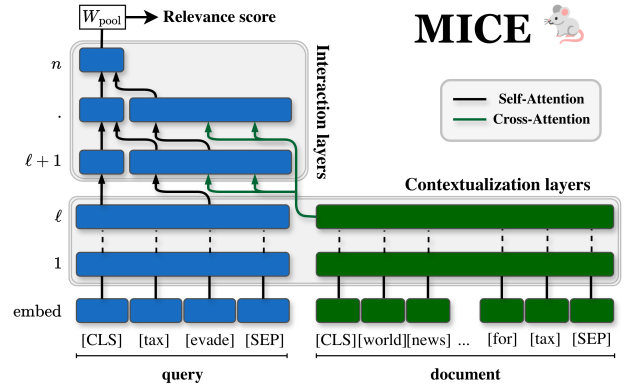 W_pool
Relevance score
MICE
n
Interaction layers
.
Self-Attention
Cross-Attention
ℓ + 1
Contextualization layers
ℓ
1
embed
[CLS] [tax] [evade] [SEP] [CLS] [world] [news] ... [for] [tax] [SEP]
query
document